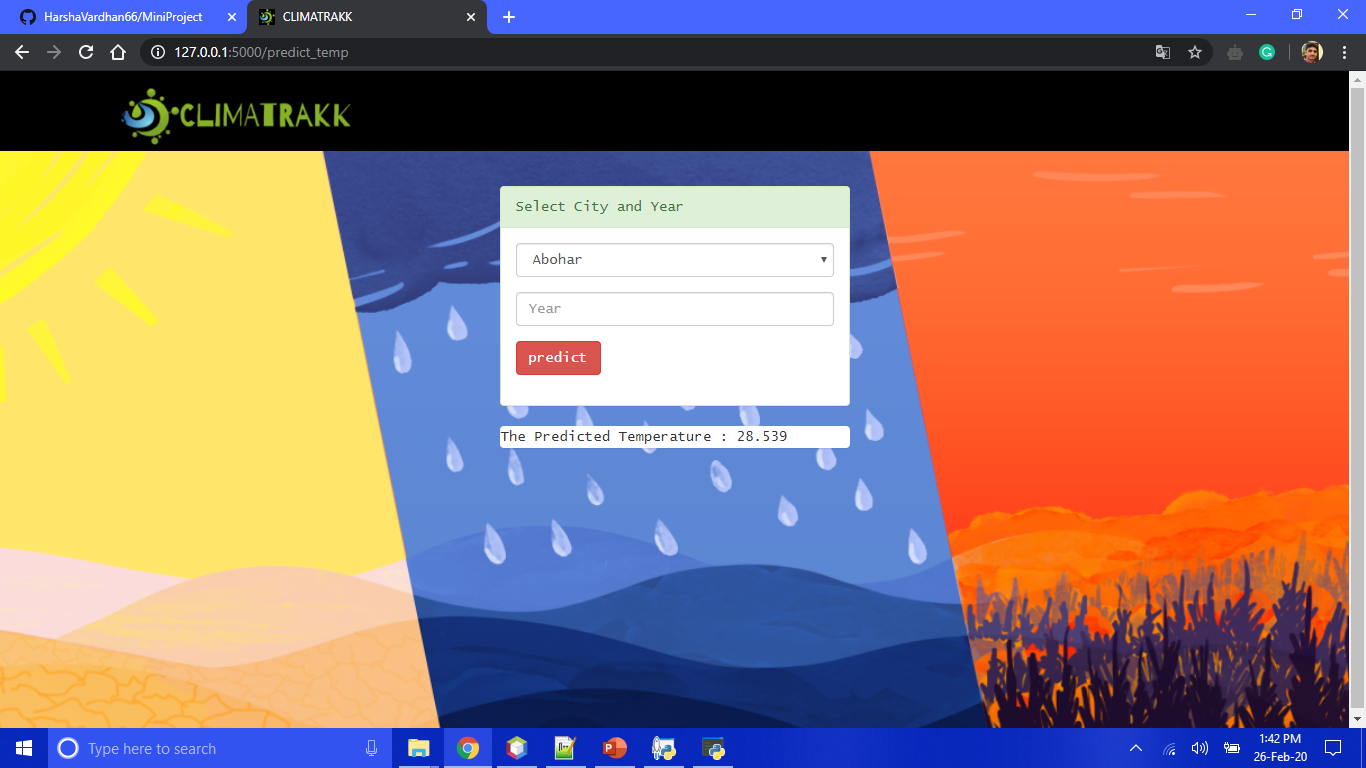 HarshaVardhan66/MiniProject
CLIMATRAKK
127.0.0.1:5000/predict_temp
CLIMATRAKK
Select City and Year
Abohar
Year
predict
The Predicted Temperature : 28.539
Type here to search
1:42 PM
26-Feb-20